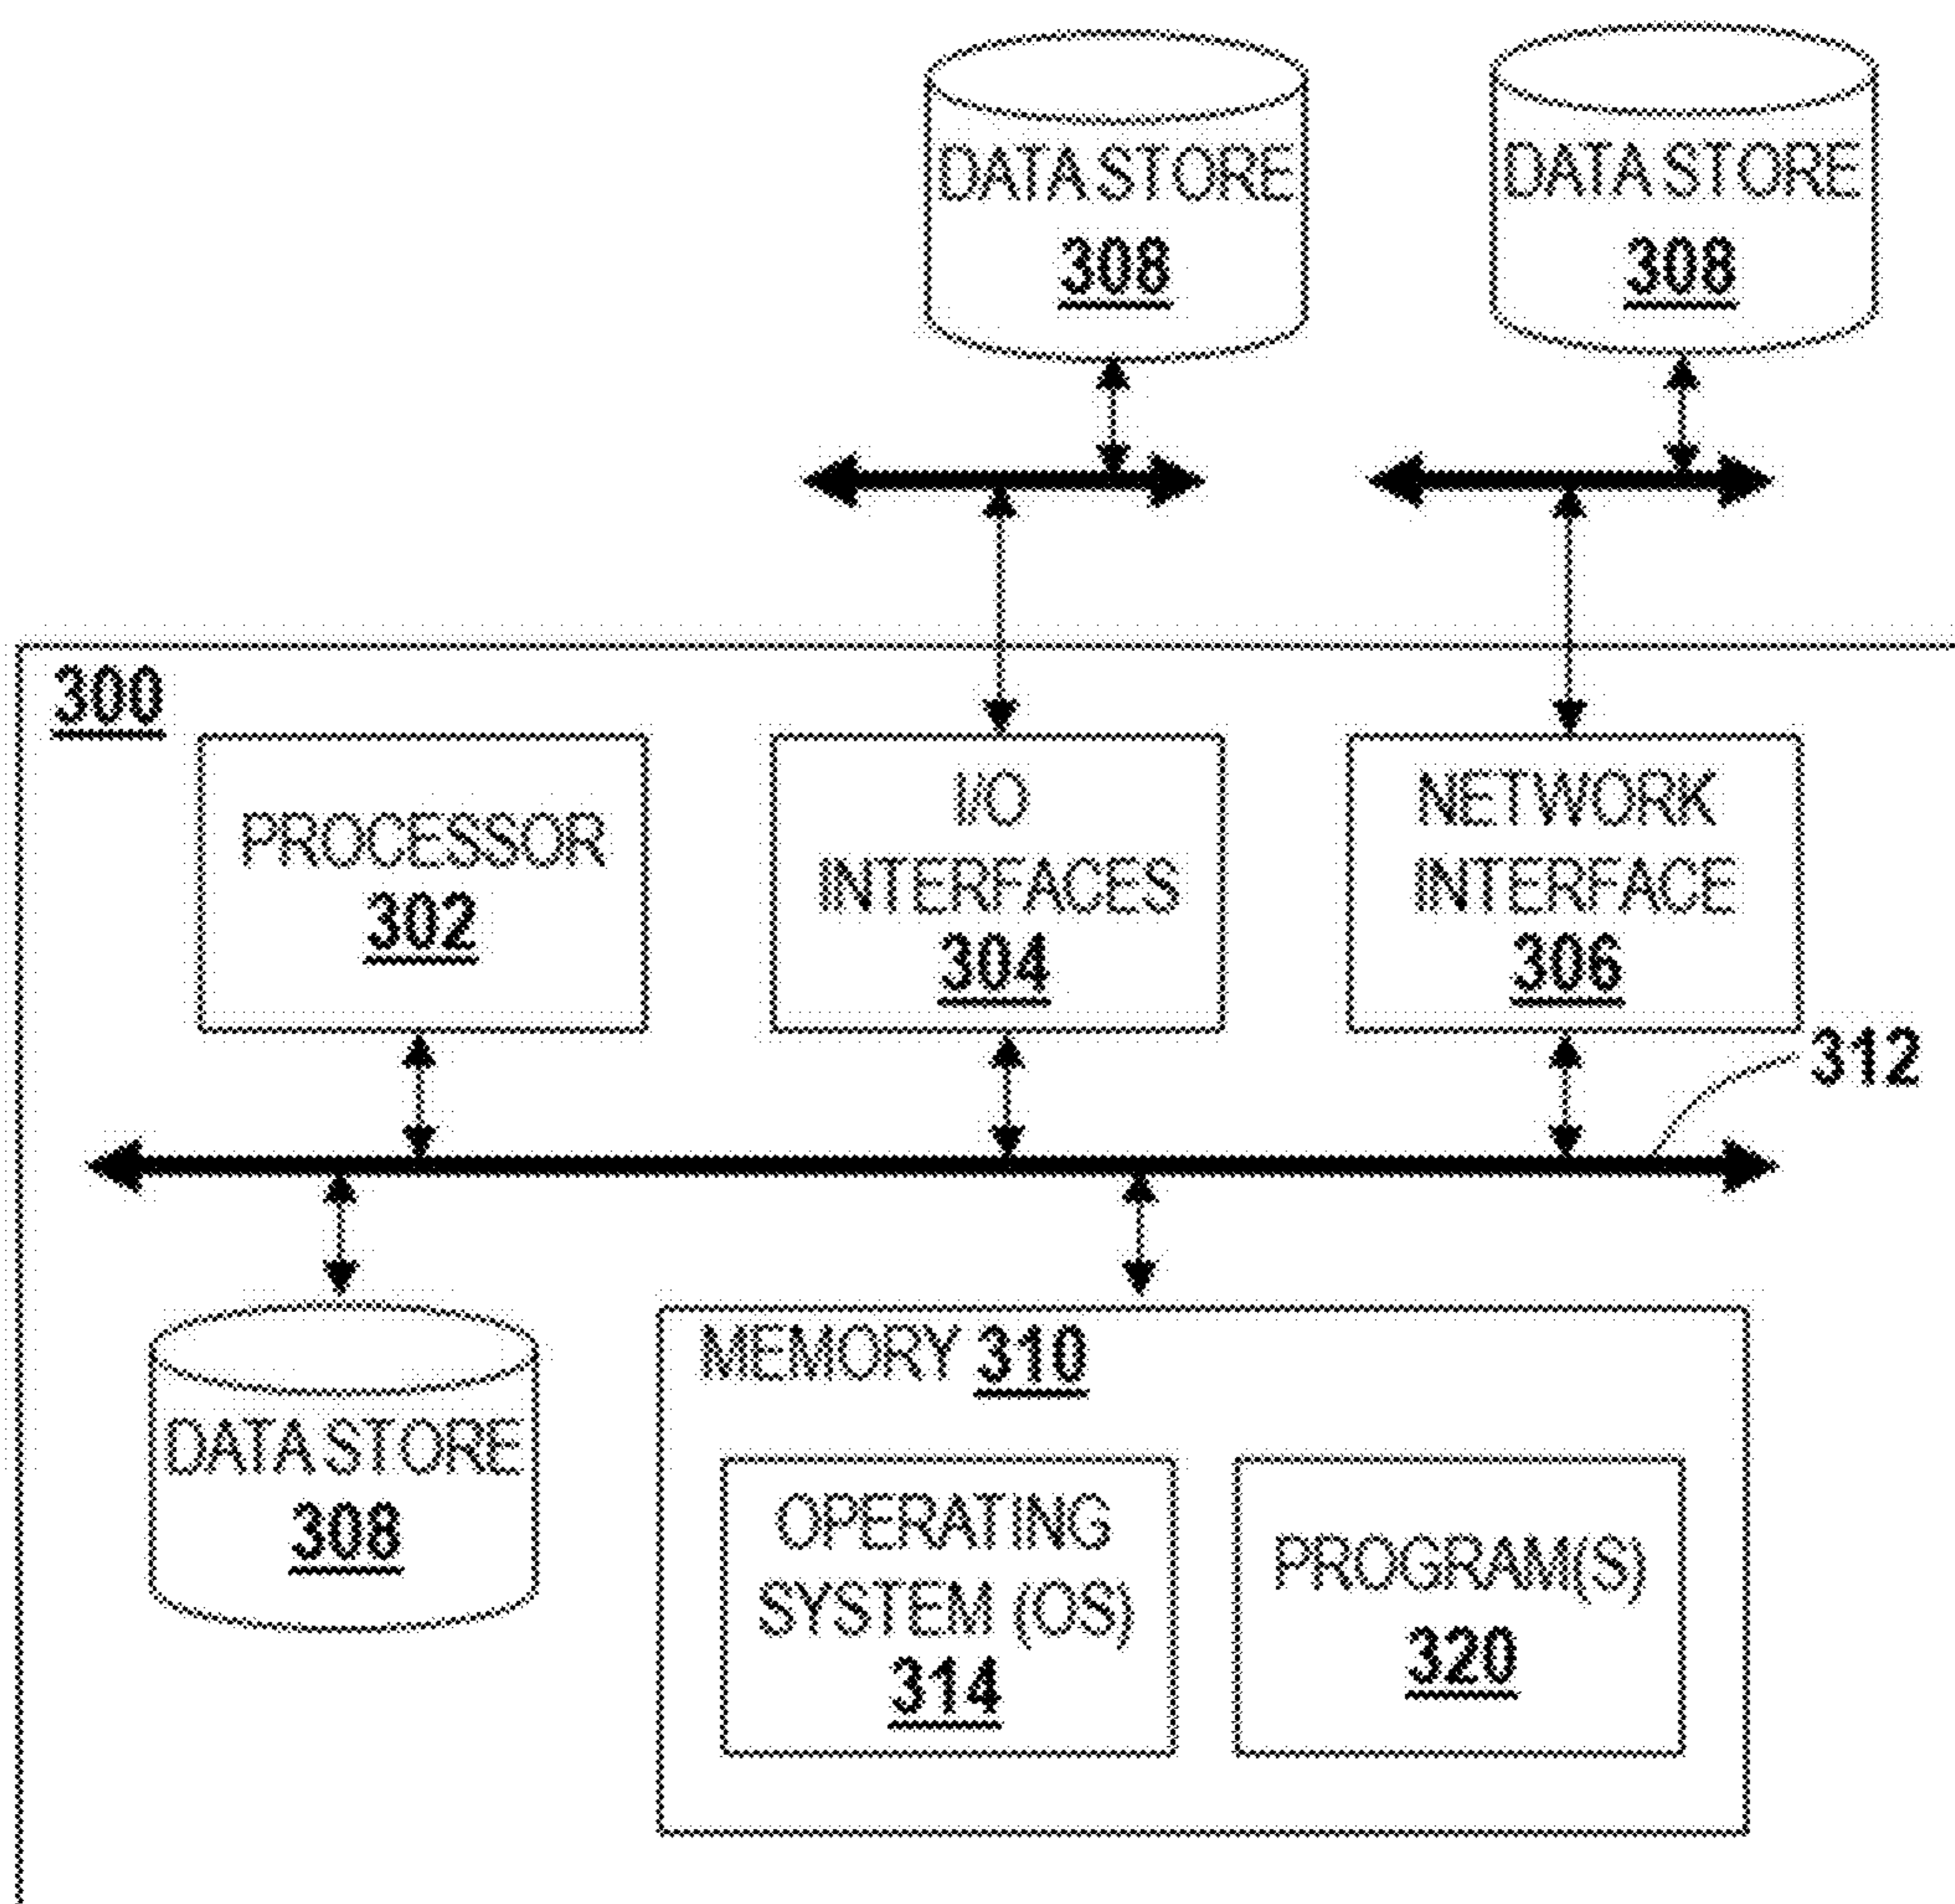 DATA STORE
308
DATA STORE
308
300
PROCESSOR
302
I/O
INTERFACES
304
NETWORK
INTERFACE
306
312
DATA STORE
308
MEMORY 310
OPERATING
SYSTEM (OS)
314
PROGRAM(S)
320